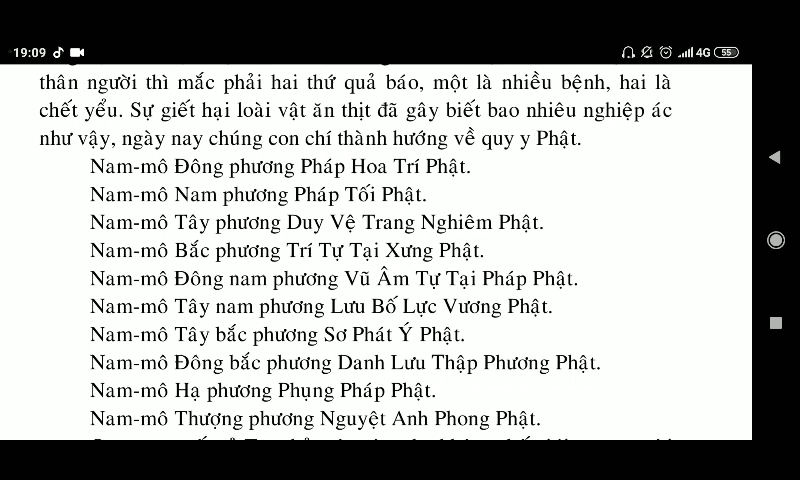 19:09
4G 55
thân người thì mắc phải hai thứ quả báo, một là nhiều bệnh, hai là
chết yểu. Sự giết hại loài vật ăn thịt đã gây biết bao nhiêu nghiệp ác
như vậy, ngày nay chúng con chí thành hướng về quy y Phật.
Nam-mô Đông phương Pháp Hoa Trí Phật.
Nam-mô Nam phương Pháp Tối Phật.
Nam-mô Tây phương Duy Vệ Trang Nghiêm Phật.
Nam-mô Bắc phương Trí Tự Tại Xưng Phật.
Nam-mô Đông nam phương Vũ Âm Tự Tại Pháp Phật.
Nam-mô Tây nam phương Lưu Bố Lực Vương Phật.
Nam-mô Tây bắc phương Sơ Phát Ý Phật.
Nam-mô Đông bắc phương Danh Lưu Thập Phương Phật.
Nam-mô Hạ phương Phụng Pháp Phật.
Nam-mô Thượng phương Nguyệt Anh Phong Phật.